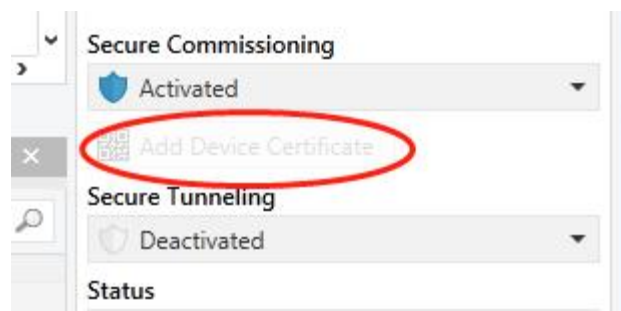 Secure Commissioning
Activated
Add Device Certificate
Secure Tunneling
Deactivated
Status